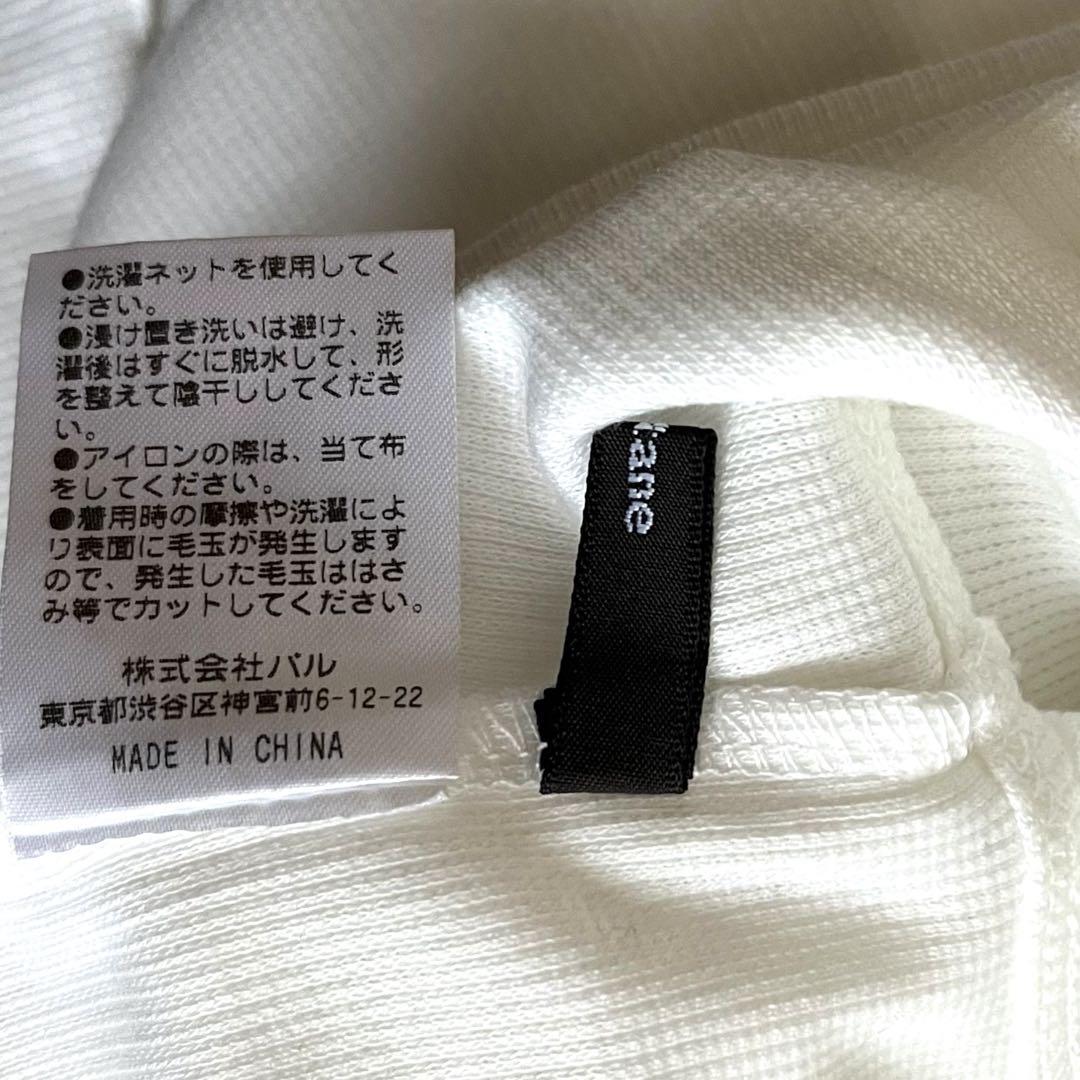 ●洗濯ネットを使用してく
ださい。
●浸け置き洗いは避け、洗
濯後はすぐに脱水して、形
を整えて陰干ししてくださ
い。
●アイロンの際は、当て布
をしてください。
●着用時の摩擦や洗濯によ
り表面に毛玉が発生します
ので、発生した毛玉ははさ
み等でカットしてください。
株式会社パル
東京都渋谷区神宮前6-12-22
MADE IN CHINA